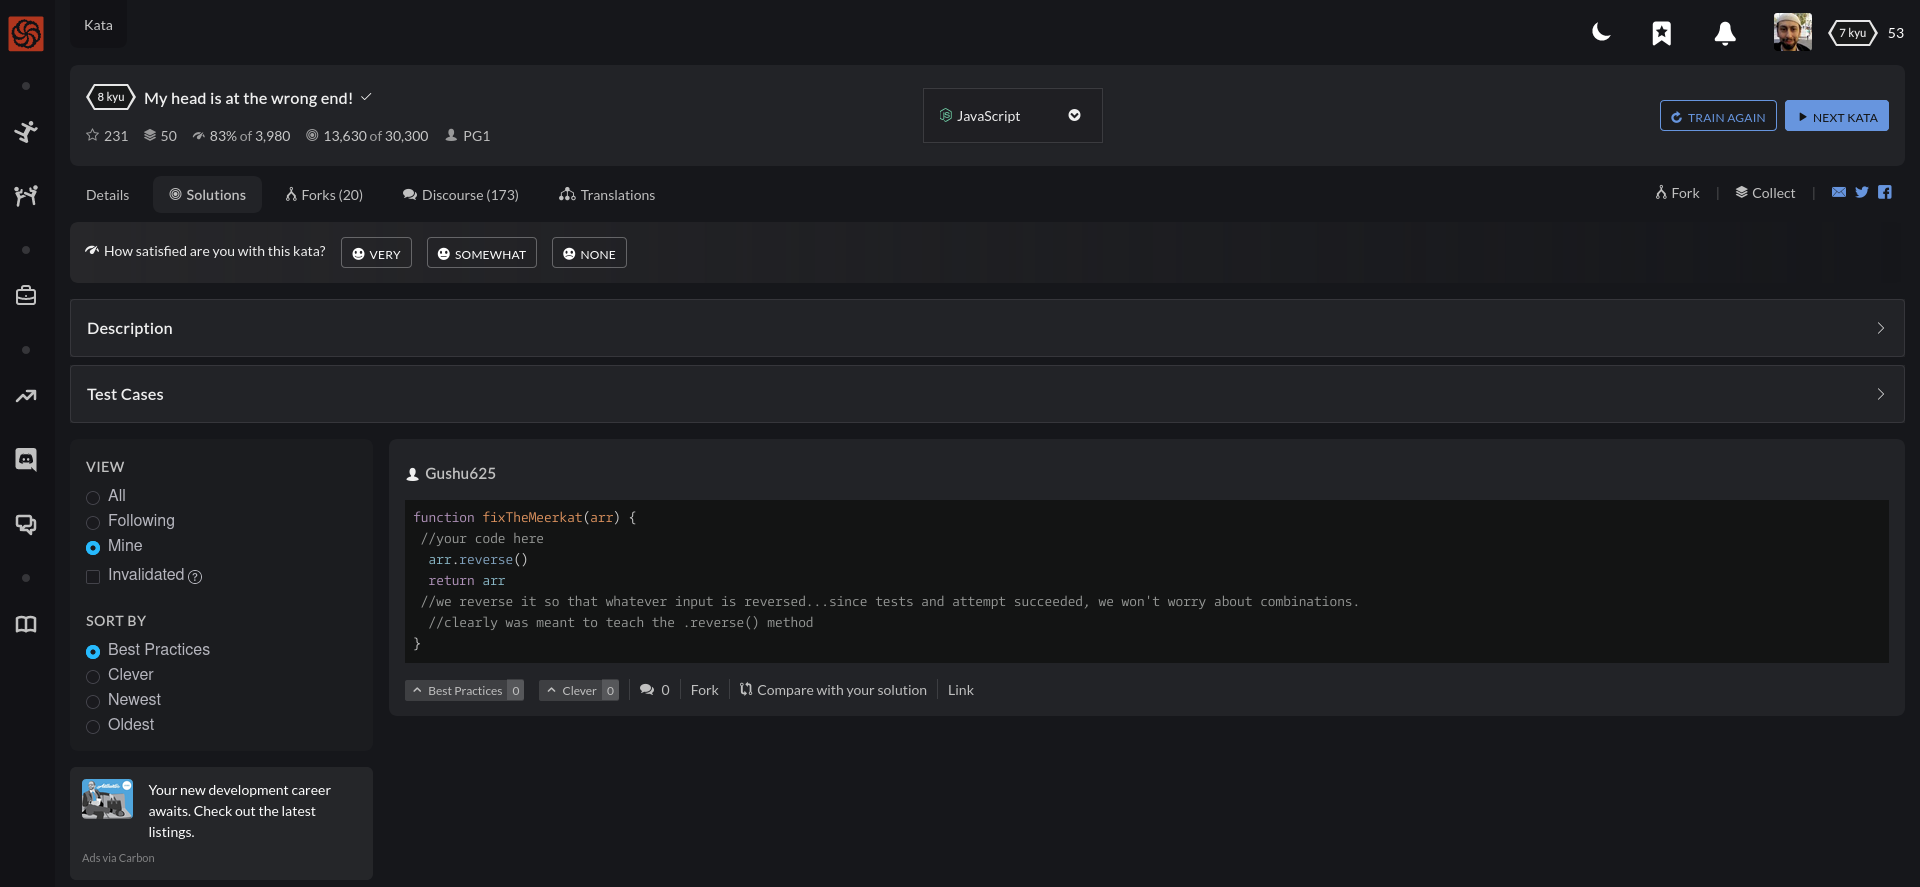 Kata
7 kyu 53
8 kyu My head is at the wrong end!
231 50 83% of 3,980 13,630 of 30,300 PG1
JavaScript
TRAIN AGAIN NEXT KATA
Details Solutions Forks (20) Discourse (173) Translations
Fork | Collect |
How satisfied are you with this kata? VERY SOMEWHAT NONE
Description
Test Cases
VIEW
All
Following
Mine
Invalidated ?
SORT BY
Best Practices
Clever
Newest
Oldest
Your new development career
awaits. Check out the latest
listings.
Ads via Carbon
Gushu625
function fixTheMeerkat(arr) {
//your code here
arr.reverse()
return arr
//we reverse it so that whatever input is reversed...since tests and attempt succeeded, we won't worry about combinations.
//clearly was meant to teach the .reverse() method
}
Best Practices 0 Clever 0 0 Fork Compare with your solution Link